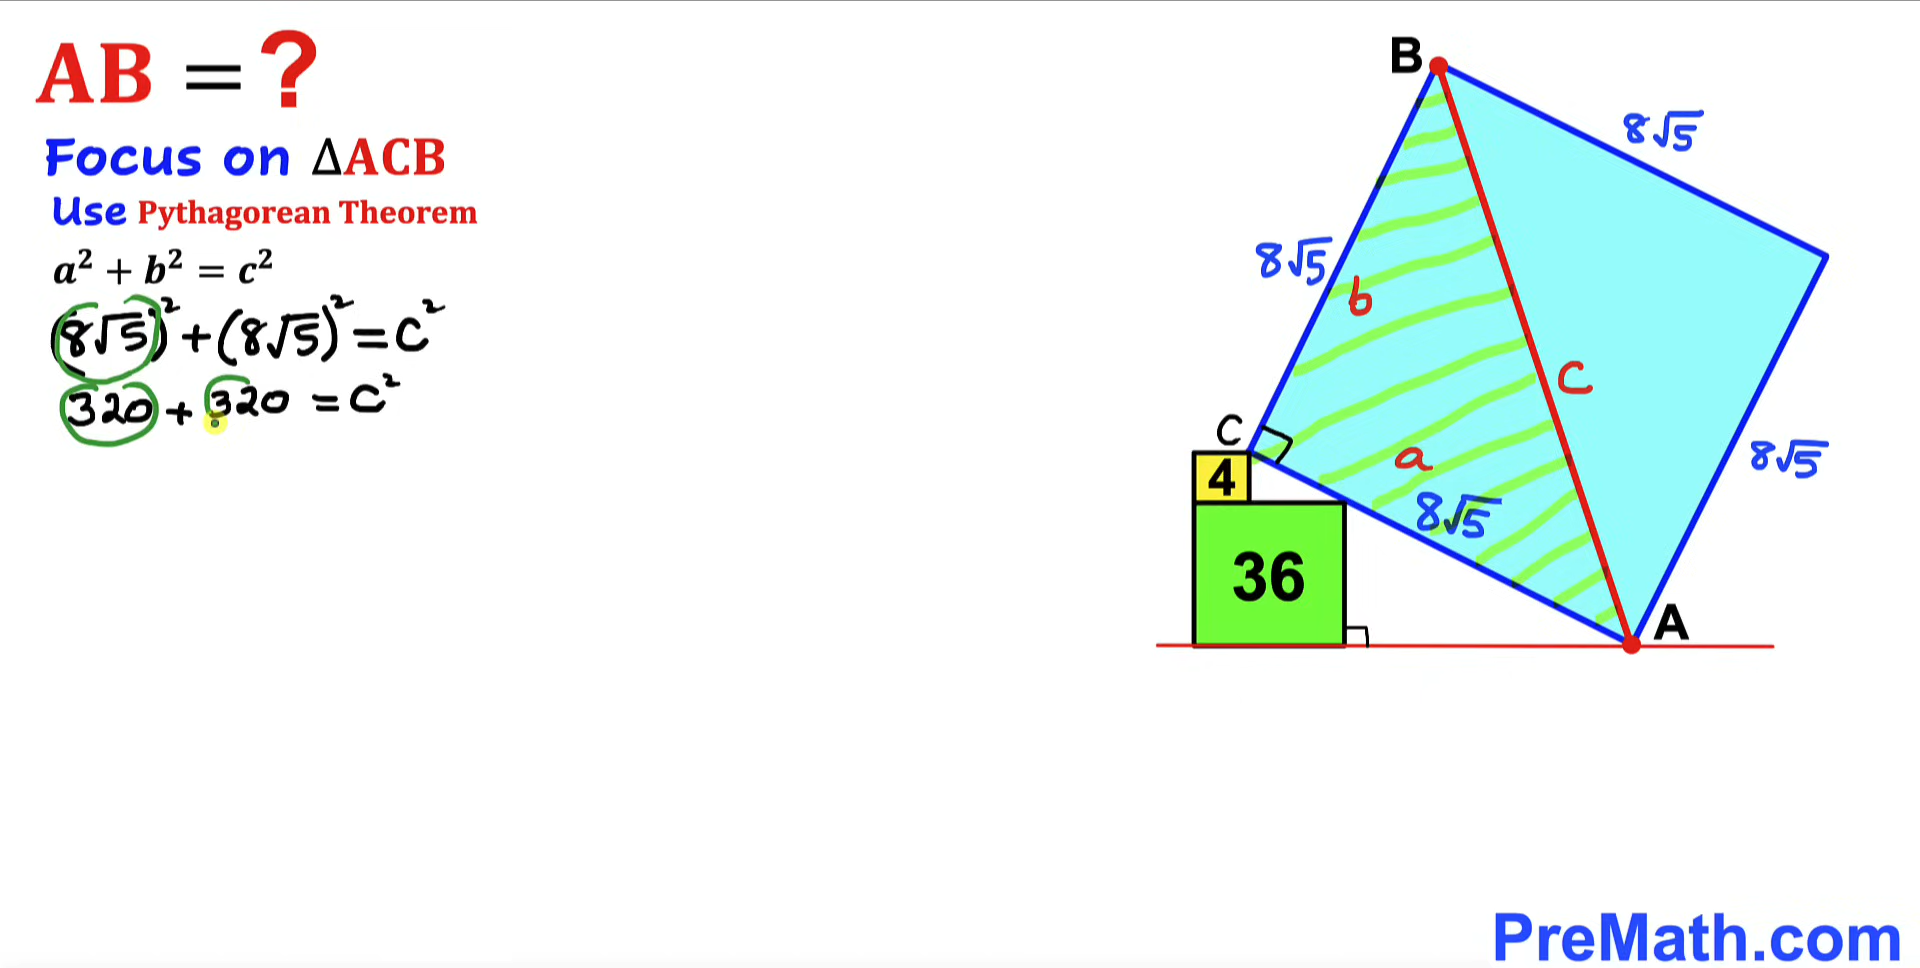 AB = ?
Focus on ΔACB
Use Pythagorean Theorem
a² + b² = c²
(8√5)² + (8√5)² = c²
320 + 320 = c²
B
8√5
8√5
b
c
C
a
8√5
8√5
4
36
A
PreMath.com